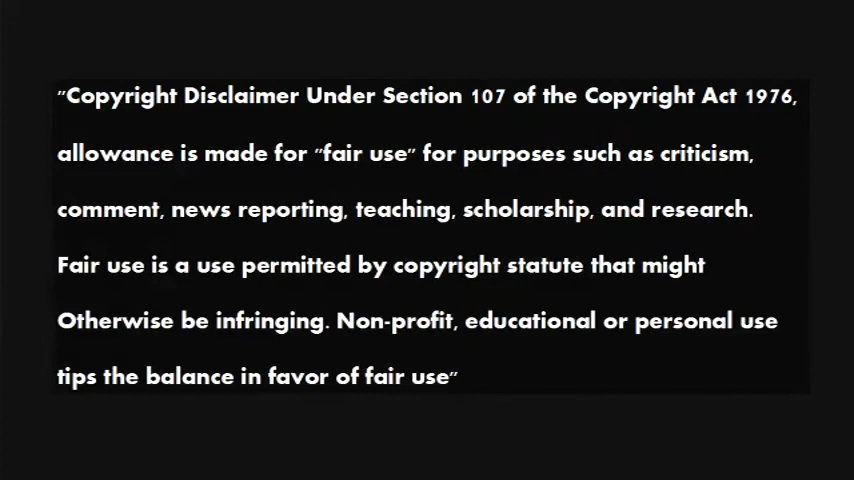 "Copyright Disclaimer Under Section 107 of the Copyright Act 1976,
allowance is made for "fair use" for purposes such as criticism,
comment, news reporting, teaching, scholarship, and research.
Fair use is a use permitted by copyright statute that might
Otherwise be infringing. Non-profit, educational or personal use
tips the balance in favor of fair use"